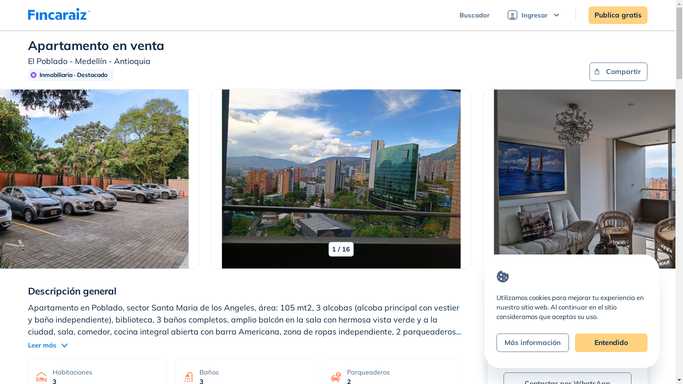 Fincaraiz
Buscador
Ingresar
Publica gratis
Apartamento en venta
El Poblado - Medellín - Antioquia
Inmobiliaria · Destacado
Compartir
1 / 16
Descripción general
Apartamento en Poblado, sector Santa Maria de los Angeles, área: 105 mt2, 3 alcobas (alcoba principal con vestier
y baño independiente), biblioteca, 3 baños completos, amplio balcón en la sala con hermosa vista verde y a la
ciudad, sala, comedor, cocina integral abierta con barra Americana, zona de ropas independiente, 2 parqueaderos...
Leer más
Habitaciones
3
Baños
3
Parqueaderos
2
Utilizamos cookies para mejorar tu experiencia en
nuestro sitio web. Al continuar en el sitio
consideramos que aceptas su uso.
Más información
Entendido
Contactar por WhatsApp